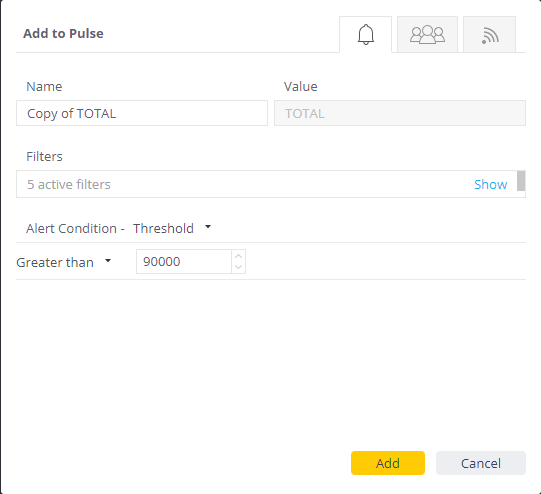 Add to Pulse
Name Value
Copy of TOTAL TOTAL
Filters
5 active filters Show
Alert Condition - Threshold
Greater than 90000
Add Cancel